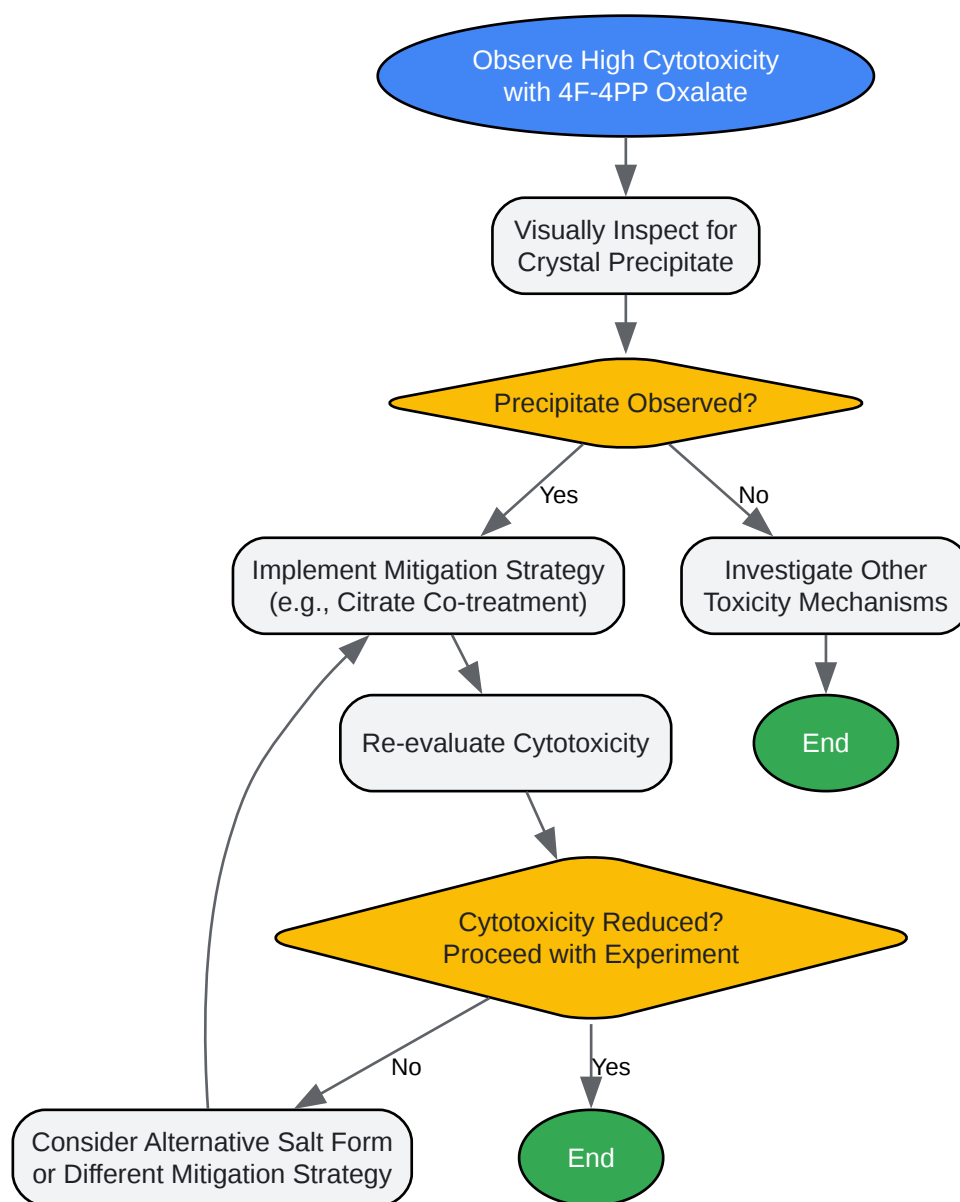 Observe High Cytotoxicity
with 4F-4PP Oxalate
Visually Inspect for
Crystal Precipitate
Precipitate Observed?
Yes
No
Implement Mitigation Strategy
(e.g., Citrate Co-treatment)
Investigate Other
Toxicity Mechanisms
Re-evaluate Cytotoxicity
End
Cytotoxicity Reduced?
Proceed with Experiment
No
Yes
Consider Alternative Salt Form
or Different Mitigation Strategy
End